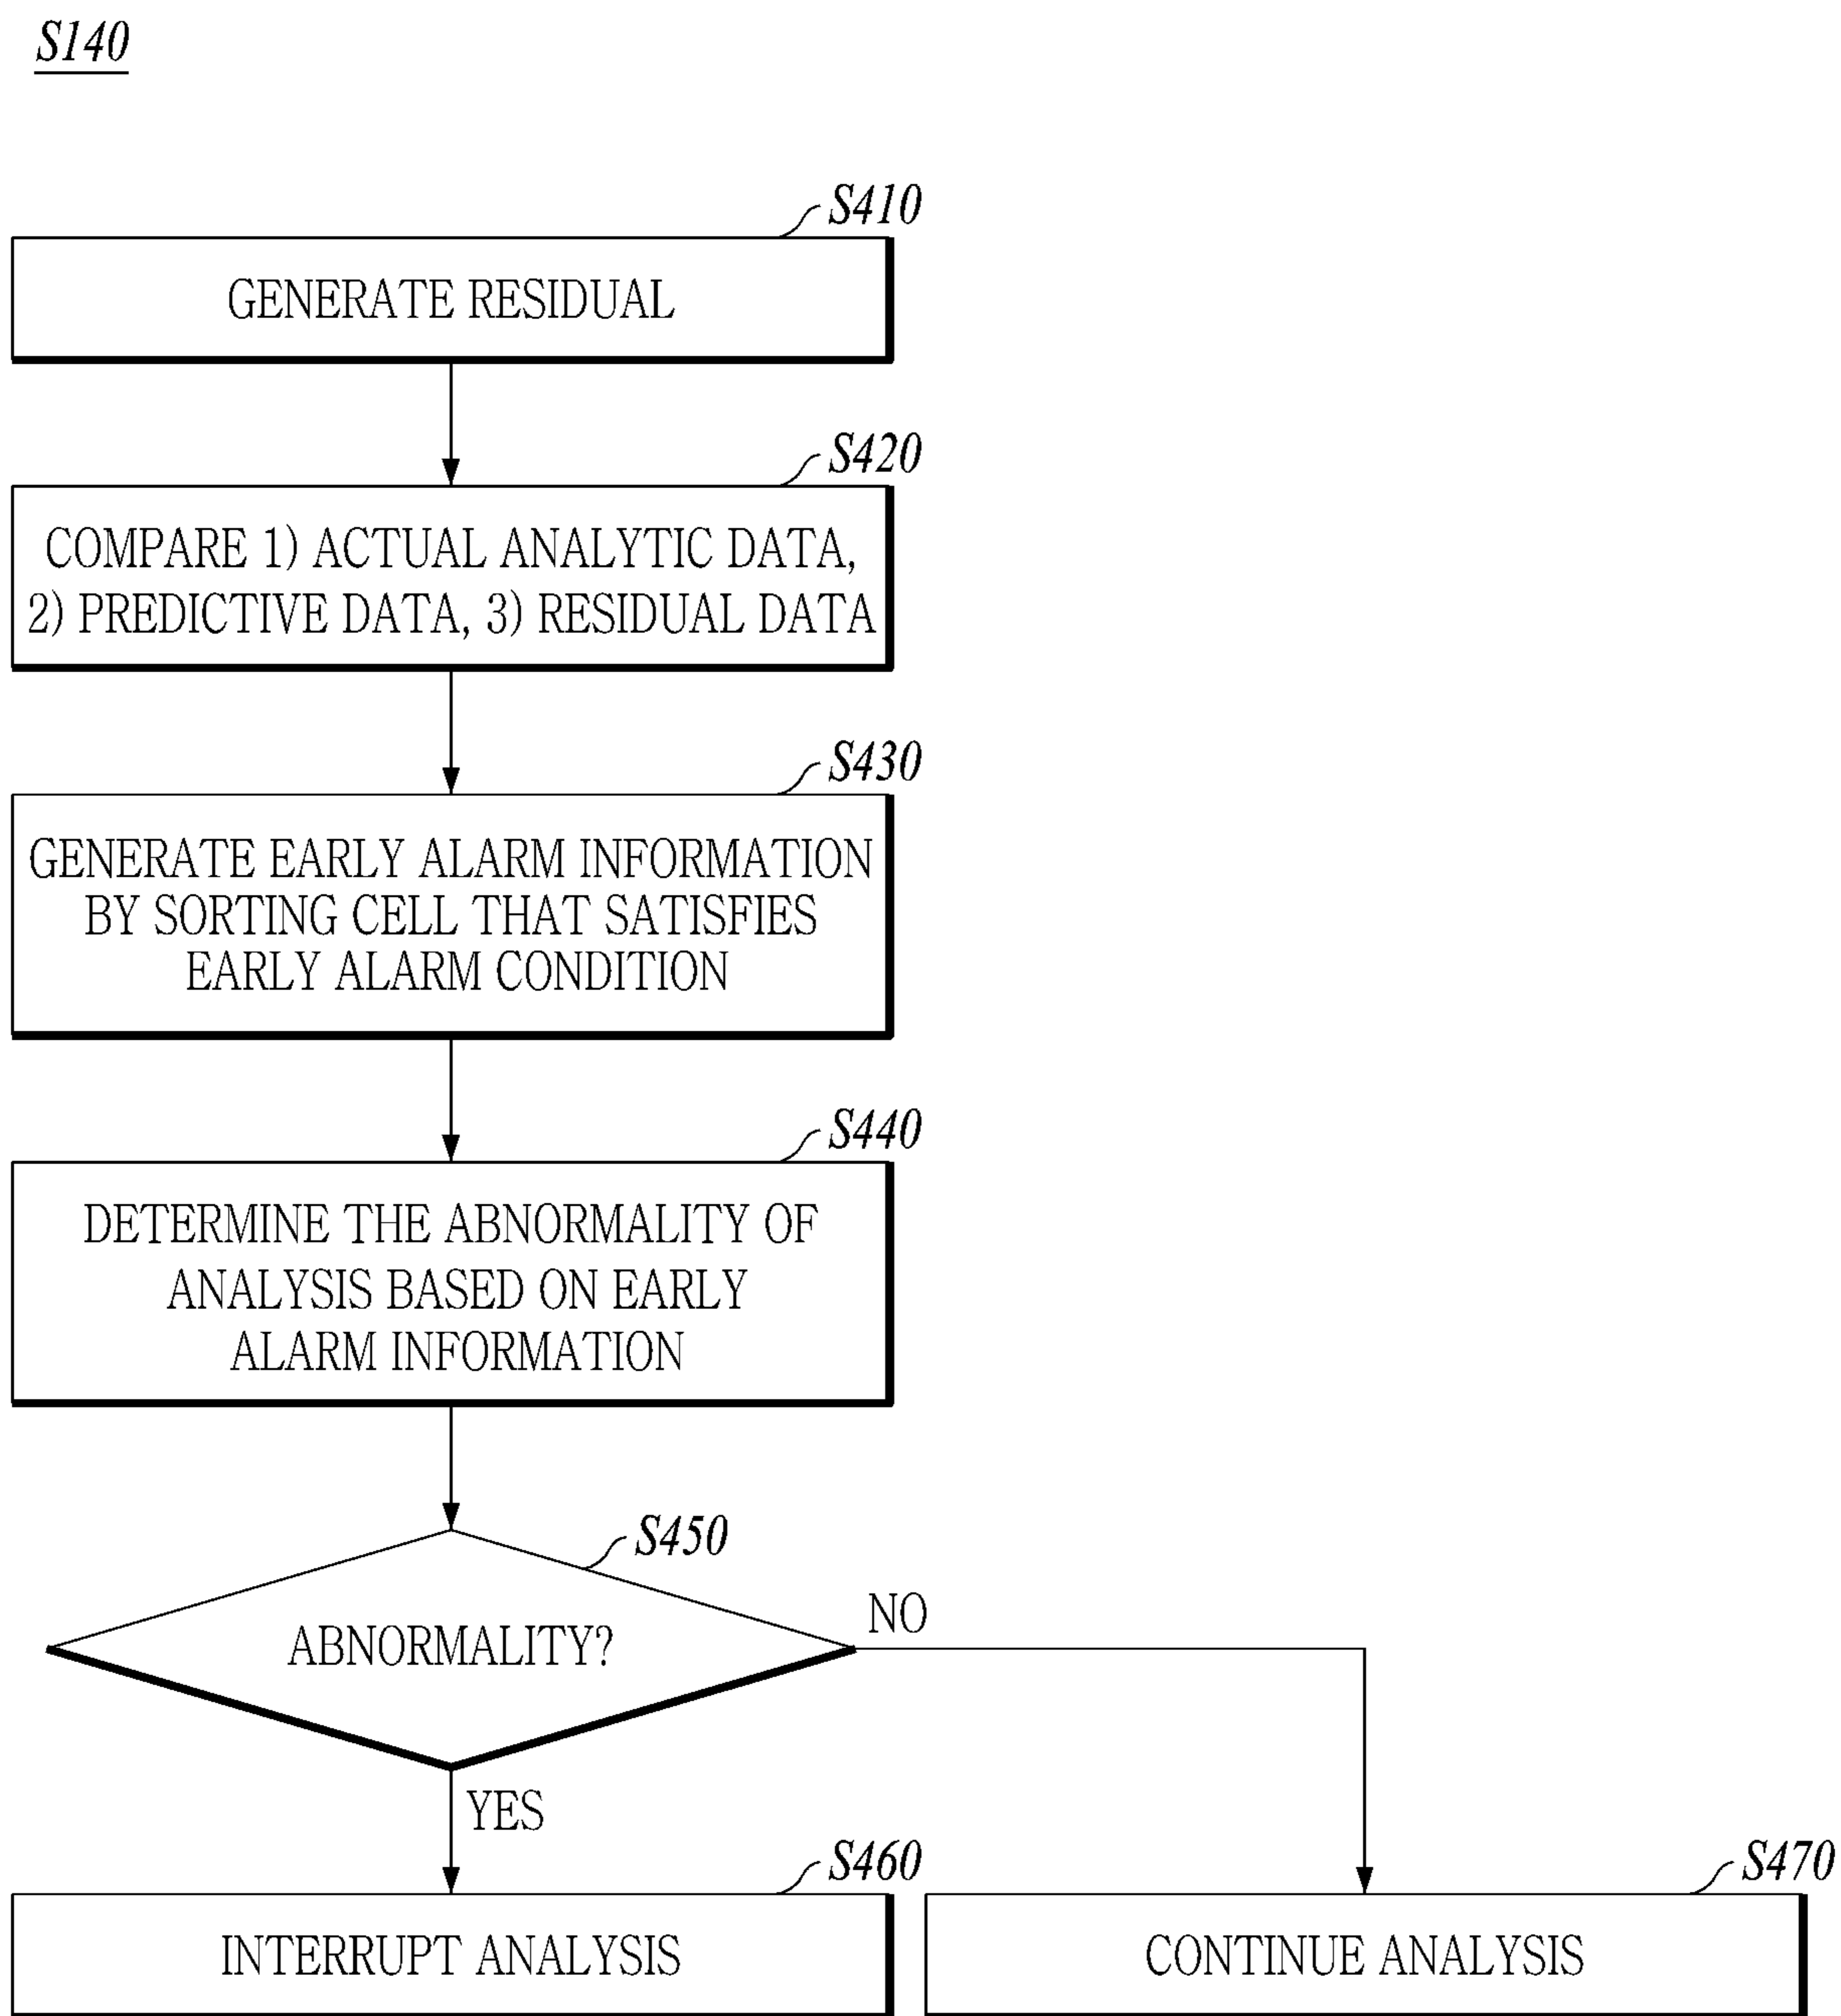 S140
S410
GENERATE RESIDUAL
S420
COMPARE 1) ACTUAL ANALYTIC DATA,
2) PREDICTIVE DATA, 3) RESIDUAL DATA
S430
GENERATE EARLY ALARM INFORMATION
BY SORTING CELL THAT SATISFIES
EARLY ALARM CONDITION
S440
DETERMINE THE ABNORMALITY OF
ANALYSIS BASED ON EARLY
ALARM INFORMATION
S450
ABNORMALITY?
NO
YES
S460
INTERRUPT ANALYSIS
S470
CONTINUE ANALYSIS